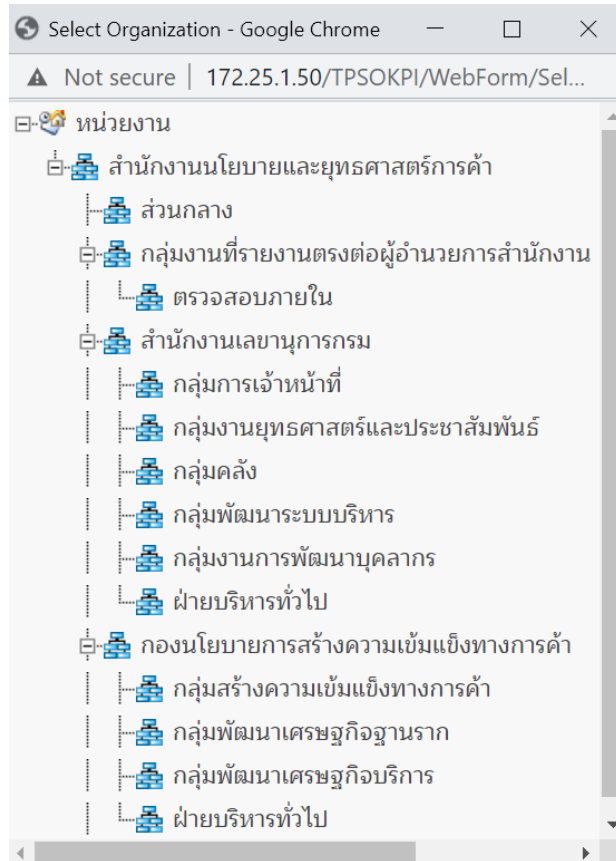 Select Organization - Google Chrome
Not secure | 172.25.1.50/TPSOKPI/WebForm/Sel...
หน่วยงาน
สำนักงานนโยบายและยุทธศาสตร์การค้า
ส่วนกลาง
กลุ่มงานที่รายงานตรงต่อผู้อำนวยการสำนักงาน
ตรวจสอบภายใน
สำนักงานเลขานุการกรม
กลุ่มการเจ้าหน้าที่
กลุ่มงานยุทธศาสตร์และประชาสัมพันธ์
กลุ่มคลัง
กลุ่มพัฒนาระบบบริหาร
กลุ่มงานการพัฒนาบุคลากร
ฝ่ายบริหารทั่วไป
กองนโยบายการสร้างความเข้มแข็งทางการค้า
กลุ่มสร้างความเข้มแข็งทางการค้า
กลุ่มพัฒนาเศรษฐกิจฐานราก
กลุ่มพัฒนาเศรษฐกิจบริการ
ฝ่ายบริหารทั่วไป